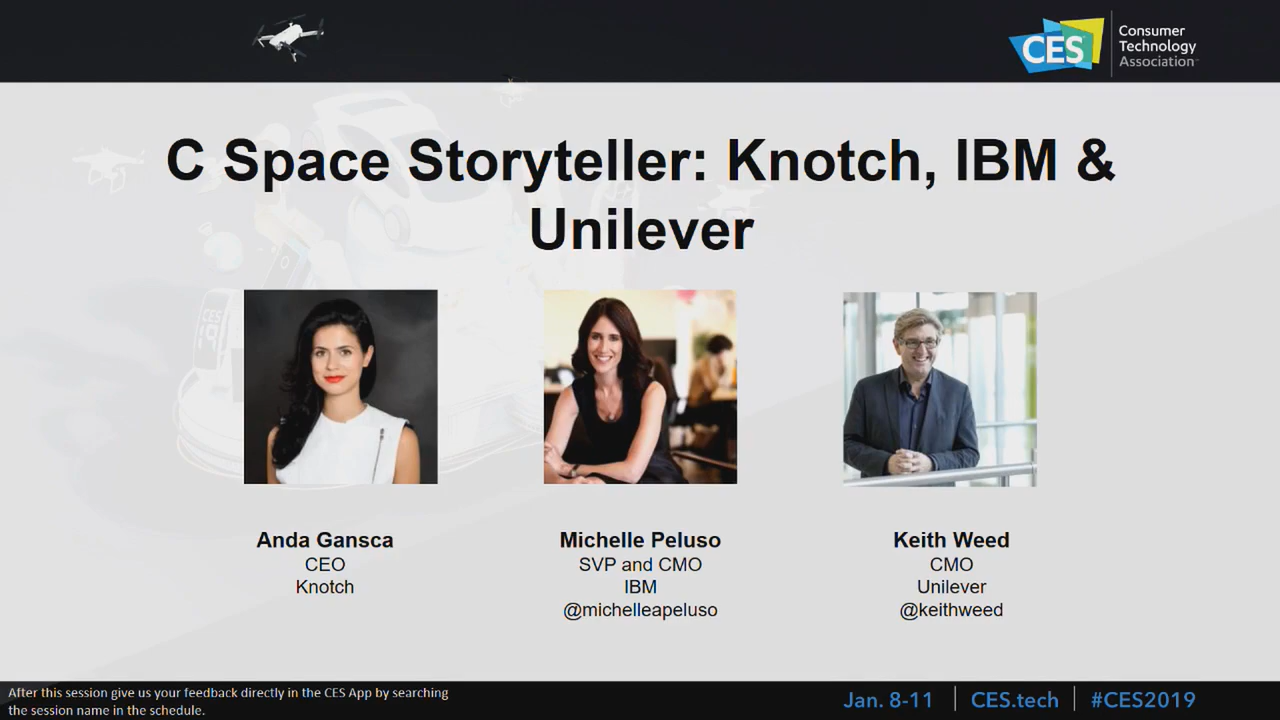 CES
Consumer
Technology
Association
C Space Storyteller: Knotch, IBM &
Unilever
CES
Anda Gansca
CEO
Knotch
Michelle Peluso
SVP and CMO
IBM
@michelleapeluso
Keith Weed
CMO
Unilever
@keithweed
After this session give us your feedback directly in the CES App by searching
the session name in the schedule.
Jan. 8-11 | CES.tech | #CES2019